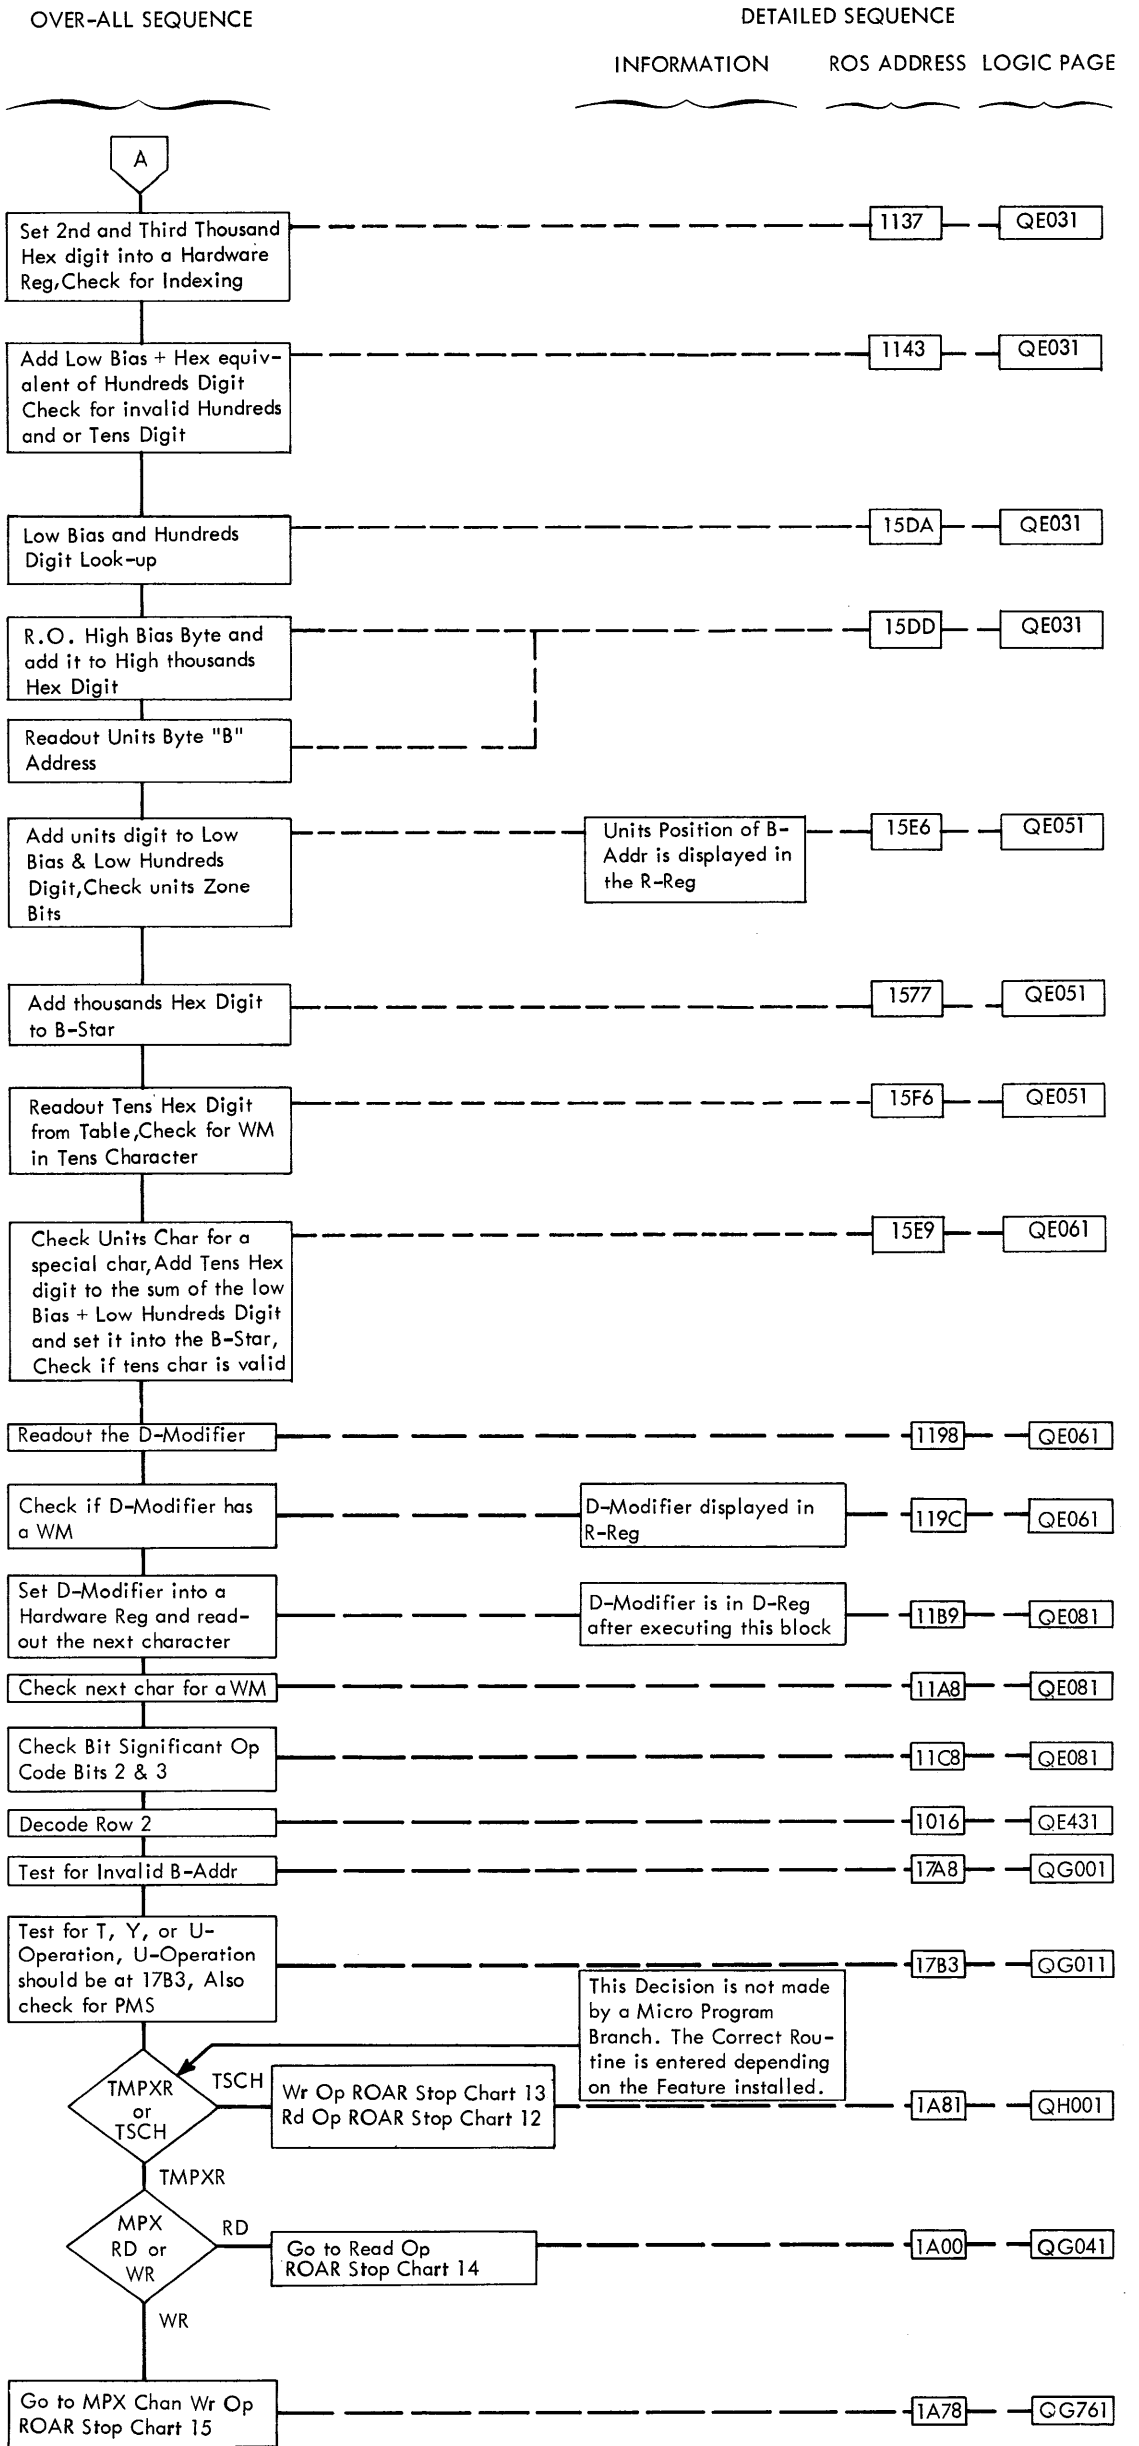 OVER-ALL SEQUENCE
DETAILED SEQUENCE
INFORMATION
ROS ADDRESS
LOGIC PAGE
A
Set 2nd and Third Thousand
Hex digit into a Hardware
Reg,Check for Indexing
1137
QE031
Add Low Bias + Hex equiv-
alent of Hundreds Digit
Check for invalid Hundreds
and or Tens Digit
1143
QE031
Low Bias and Hundreds
Digit Look-up
15DA
QE031
R.O. High Bias Byte and
add it to High thousands
Hex Digit
15DD
QE031
Readout Units Byte "B"
Address
Add units digit to Low
Bias & Low Hundreds
Digit,Check units Zone
Bits
Units Position of B-
Addr is displayed in
the R-Reg
15E6
QE051
Add thousands Hex Digit
to B-Star
1577
QE051
Readout Tens Hex Digit
from Table,Check for WM
in Tens Character
15F6
QE051
Check Units Char for a
special char,Add Tens Hex
digit to the sum of the low
Bias + Low Hundreds Digit
and set it into the B-Star,
Check if tens char is valid
15E9
QE061
Readout the D-Modifier
1198
QE061
Check if D-Modifier has
a WM
D-Modifier displayed in
R-Reg
119C
QE061
Set D-Modifier into a
Hardware Reg and read-
out the next character
D-Modifier is in D-Reg
after executing this block
11B9
QE081
Check next char for a WM
11A8
QE081
Check Bit Significant Op
Code Bits 2 & 3
11C8
QE081
Decode Row 2
1016
QE431
Test for Invalid B-Addr
17A8
QG001
Test for T, Y, or U-
Operation, U-Operation
should be at 17B3, Also
check for PMS
17B3
QG011
This Decision is not made
by a Micro Program
Branch. The Correct Rou-
tine is entered depending
on the Feature installed.
TMPXR
or
TSCH
TSCH
Wr Op ROAR Stop Chart 13
Rd Op ROAR Stop Chart 12
1A81
QH001
TMPXR
MPX
RD or
WR
RD
Go to Read Op
ROAR Stop Chart 14
1A00
QG041
WR
Go to MPX Chan Wr Op
ROAR Stop Chart 15
1A78
QG761